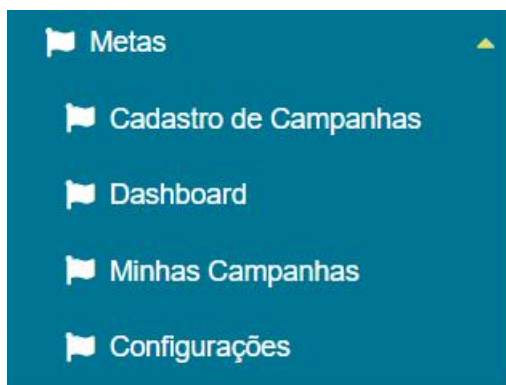 Metas
Cadastro de Campanhas
Dashboard
Minhas Campanhas
Configurações